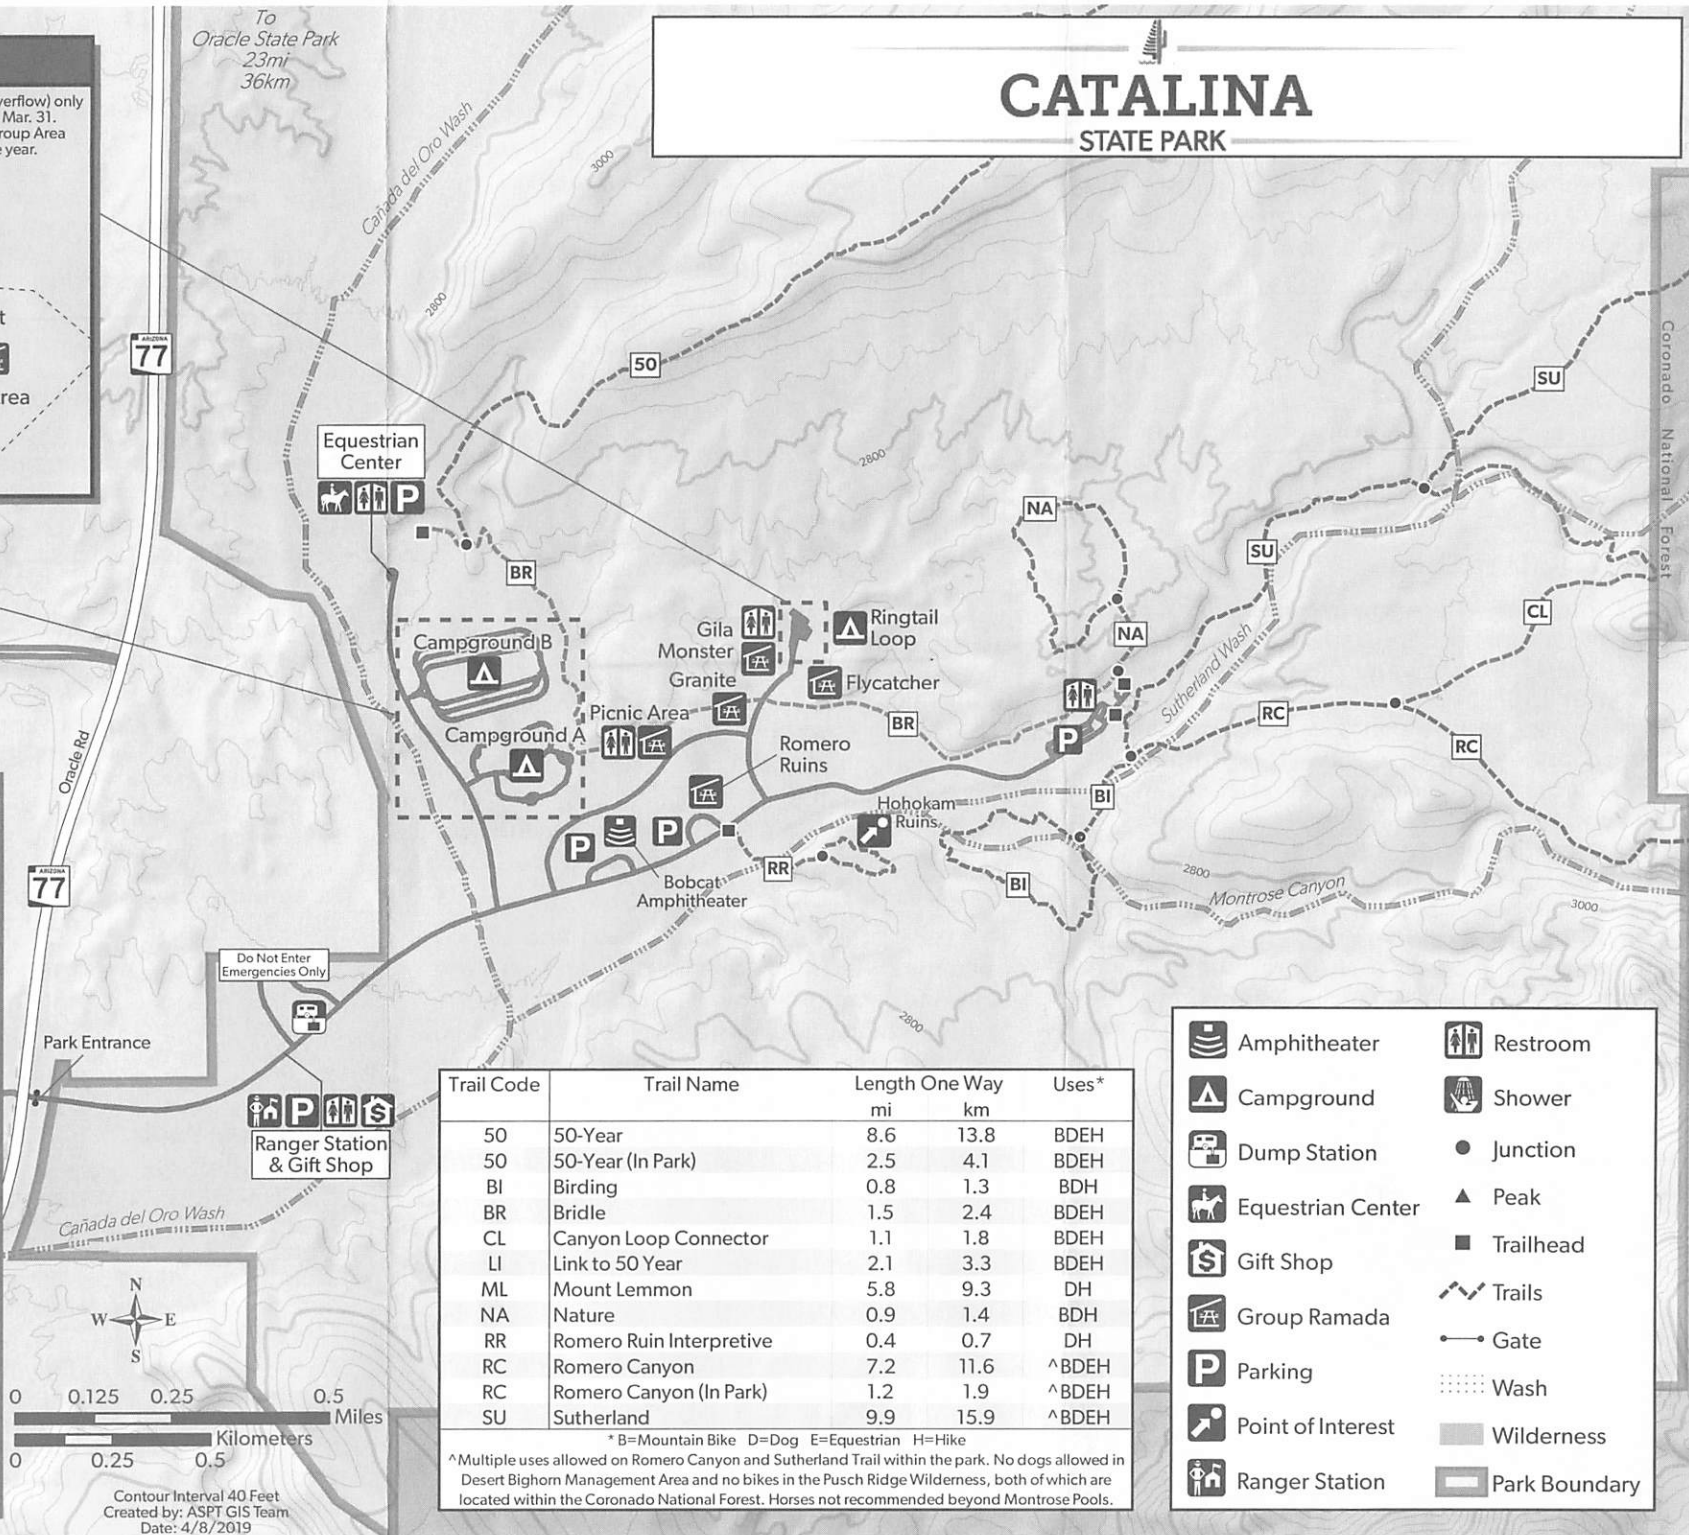 To
Oracle State Park
23mi
36km
CATALINA
STATE PARK
verflow) only
Mar. 31.
roup Area
e year.
t
rea
Cañada del Oro Wash
3000
2800
ARIZONA
77
50
SU
Coronado National Forest
Equestrian
Center
P
2800
NA
BR
SU
CL
Campground B
Gila
Monster
Ringtail
Loop
NA
Granite
Flycatcher
Sutherland Wash
Picnic Area
BR
RC
Campground A
P
RC
Romero
Ruins
Oracle Rd
BI
Hohokam
Ruins
P
P
RR
BI
2800
Montrose Canyon
3000
Bobcat
Amphitheater
ARIZONA
77
Do Not Enter
Emergencies Only
2800
Park Entrance
P
$
Ranger Station
& Gift Shop
Cañada del Oro Wash
N
W E
S
0 0.125 0.25 0.5
Miles
Kilometers
0 0.25 0.5
Contour Interval 40 Feet
Created by: ASPT GIS Team
Date: 4/8/2019
Trail Code Trail Name Length One Way Uses*
mi km
50 50-Year 8.6 13.8 BDEH
50 50-Year (In Park) 2.5 4.1 BDEH
BI Birding 0.8 1.3 BDH
BR Bridle 1.5 2.4 BDEH
CL Canyon Loop Connector 1.1 1.8 BDEH
LI Link to 50 Year 2.1 3.3 BDEH
ML Mount Lemmon 5.8 9.3 DH
NA Nature 0.9 1.4 BDH
RR Romero Ruin Interpretive 0.4 0.7 DH
RC Romero Canyon 7.2 11.6 ^BDEH
RC Romero Canyon (In Park) 1.2 1.9 ^BDEH
SU Sutherland 9.9 15.9 ^BDEH
* B=Mountain Bike D=Dog E=Equestrian H=Hike
^Multiple uses allowed on Romero Canyon and Sutherland Trail within the park. No dogs allowed in
Desert Bighorn Management Area and no bikes in the Pusch Ridge Wilderness, both of which are
located within the Coronado National Forest. Horses not recommended beyond Montrose Pools.
Amphitheater
Campground
Dump Station
Equestrian Center
$ Gift Shop
Group Ramada
P Parking
Point of Interest
Ranger Station
Restroom
Shower
Junction
Peak
Trailhead
Trails
Gate
Wash
Wilderness
Park Boundary